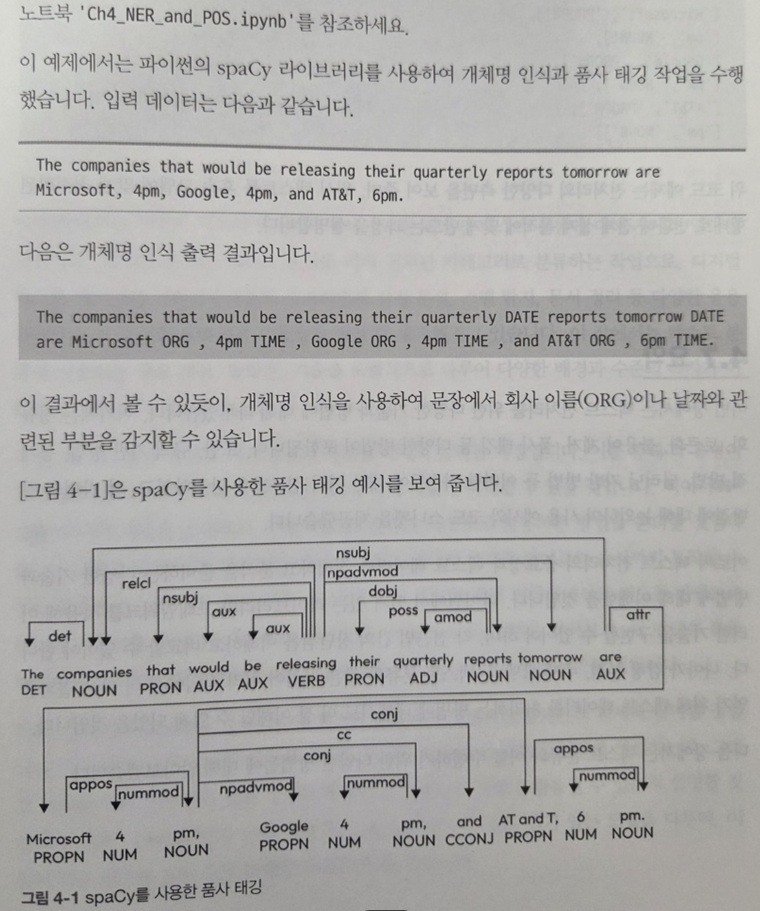 노트북 'Ch4_NER_and_POS.ipynb'를 참조하세요.
이 예제에서는 파이썬의 spaCy 라이브러리를 사용하여 개체명 인식과 품사 태깅 작업을 수행
했습니다. 입력 데이터는 다음과 같습니다.
The companies that would be releasing their quarterly reports tomorrow are
Microsoft, 4pm, Google, 4pm, and AT&T, 6pm.
다음은 개체명 인식 출력 결과입니다.
The companies that would be releasing their quarterly DATE reports tomorrow DATE
are Microsoft ORG , 4pm TIME , Google ORG , 4pm TIME , and AT&T ORG , 6pm TIME.
이 결과에서 볼 수 있듯이, 개체명 인식을 사용하여 문장에서 회사 이름(ORG)이나 날짜와 관
련된 부분을 감지할 수 있습니다.
[그림 4-1]은 spaCy를 사용한 품사 태깅 예시를 보여 줍니다.
nsubj
relcl npadvmod
nsubj dobj
aux poss amod attr
det aux
The companies that would be releasing their quarterly reports tomorrow are
DET NOUN PRON AUX AUX VERB PRON ADJ NOUN NOUN AUX
conj
cc
conj appos
appos nummod npadvmod nummod nummod
Microsoft 4 pm, Google 4 pm, and AT and T, 6 pm.
PROPN NUM NOUN PROPN NUM NOUN CCONJ PROPN NUM NOUN
그림 4-1 spaCy를 사용한 품사 태깅